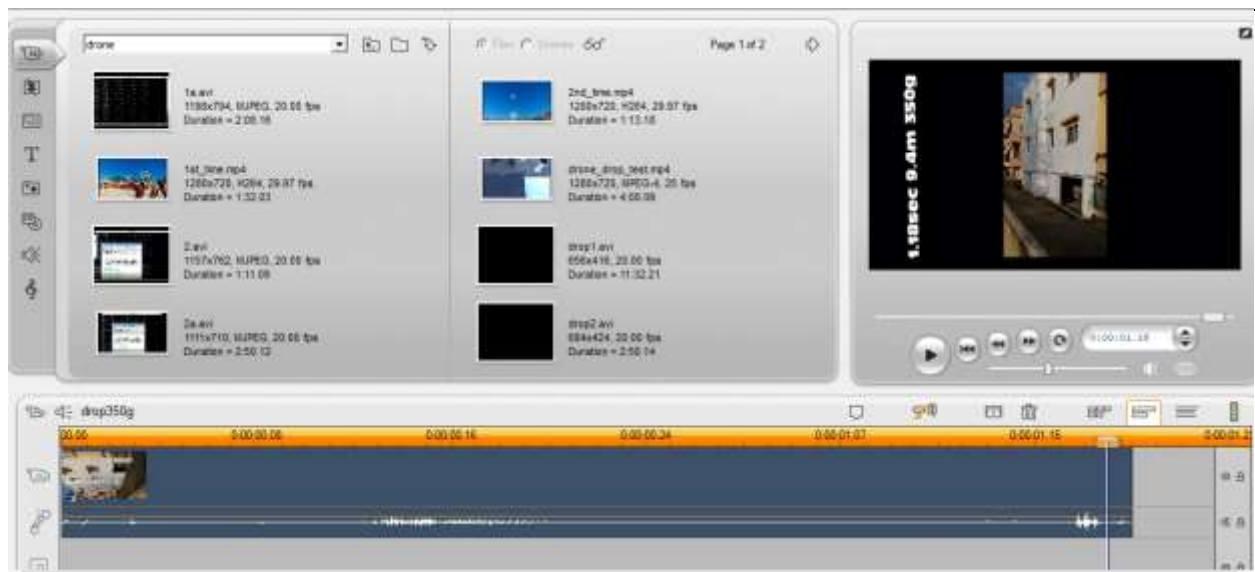 drone
Page 1 of 2
1a.avi
1198x794, MJPEG, 20.00 fps
Duration = 2:08.16
1st_time.mp4
1280x720, H264, 29.97 fps
Duration = 1:32.03
2.avi
1157x762, MJPEG, 20.00 fps
Duration = 1:11.09
2a.avi
1111x710, MJPEG, 20.00 fps
Duration = 2:50.12
2nd_time.mp4
1280x720, H264, 29.97 fps
Duration = 1:13.18
drone_drop_test.mp4
1280x720, MPEG-4, 25 fps
drop1.avi
656x416, 20.00 fps
Duration = 11:32.21
drop2.avi
684x424, 20.00 fps
Duration = 2:50.14
1.18sec 9.4m 350g
0:00:01.18
drop350g
00.00
0:00:00.08
0:00:00.16
0:00:00.24
0:00:01.07
0:00:01.15